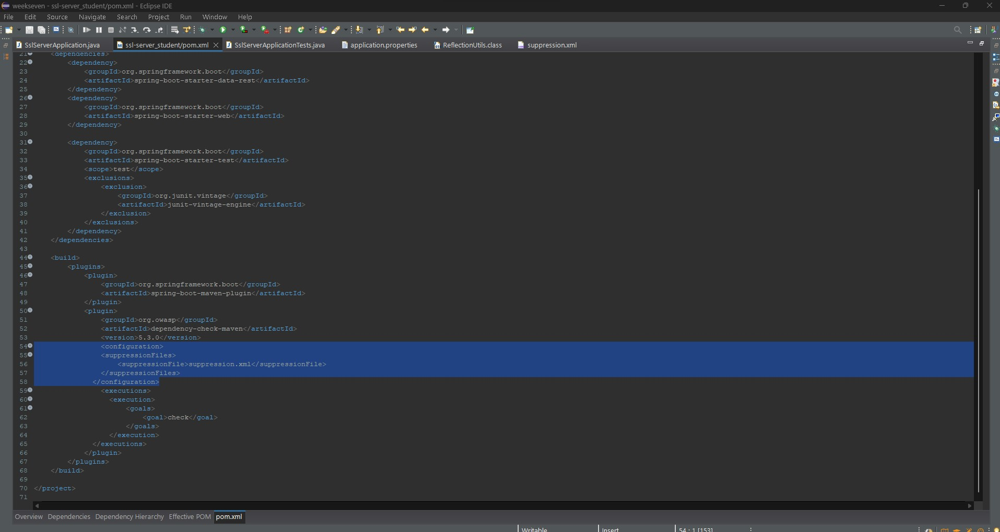 weekseven - ssl-server_student/pom.xml - Eclipse IDE
File Edit Source Navigate Search Project Run Window Help
SslServerApplication.java ssl-server_student/pom.xml SslServerApplicationTests.java application.properties ReflectionUtils.class suppression.xml
21 <dependencies>
22 <dependency>
23 <groupId>org.springframework.boot</groupId>
24 <artifactId>spring-boot-starter-data-rest</artifactId>
25 </dependency>
26 <dependency>
27 <groupId>org.springframework.boot</groupId>
28 <artifactId>spring-boot-starter-web</artifactId>
29 </dependency>
30
31 <dependency>
32 <groupId>org.springframework.boot</groupId>
33 <artifactId>spring-boot-starter-test</artifactId>
34 <scope>test</scope>
35 <exclusions>
36 <exclusion>
37 <groupId>org.junit.vintage</groupId>
38 <artifactId>junit-vintage-engine</artifactId>
39 </exclusion>
40 </exclusions>
41 </dependency>
42 </dependencies>
43
44 <build>
45 <plugins>
46 <plugin>
47 <groupId>org.springframework.boot</groupId>
48 <artifactId>spring-boot-maven-plugin</artifactId>
49 </plugin>
50 <plugin>
51 <groupId>org.owasp</groupId>
52 <artifactId>dependency-check-maven</artifactId>
53 <version>5.3.0</version>
54 <configuration>
55 <suppressionFiles>
56 <suppressionFile>suppression.xml</suppressionFile>
57 </suppressionFiles>
58 </configuration>
59 <executions>
60 <execution>
61 <goals>
62 <goal>check</goal>
63 </goals>
64 </execution>
65 </executions>
66 </plugin>
67 </plugins>
68 </build>
69
70 </project>
71
Overview Dependencies Dependency Hierarchy Effective POM pom.xml
Writable Insert 54 : 1 [153]